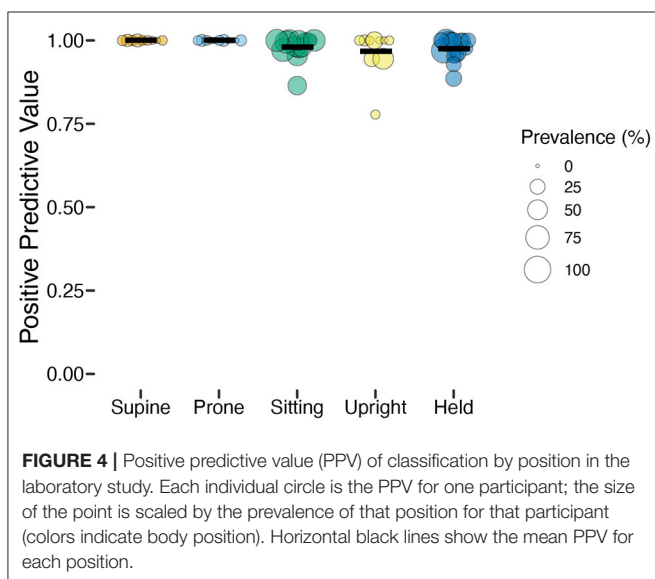 Positive Predictive Value
1.00
0.75
0.50
0.25
0.00
Supine Prone Sitting Upright Held
Prevalence (%)
0
25
50
75
100
FIGURE 4 | Positive predictive value (PPV) of classification by position in the
laboratory study. Each individual circle is the PPV for one participant; the size
of the point is scaled by the prevalence of that position for that participant
(colors indicate body position). Horizontal black lines show the mean PPV for
each position.